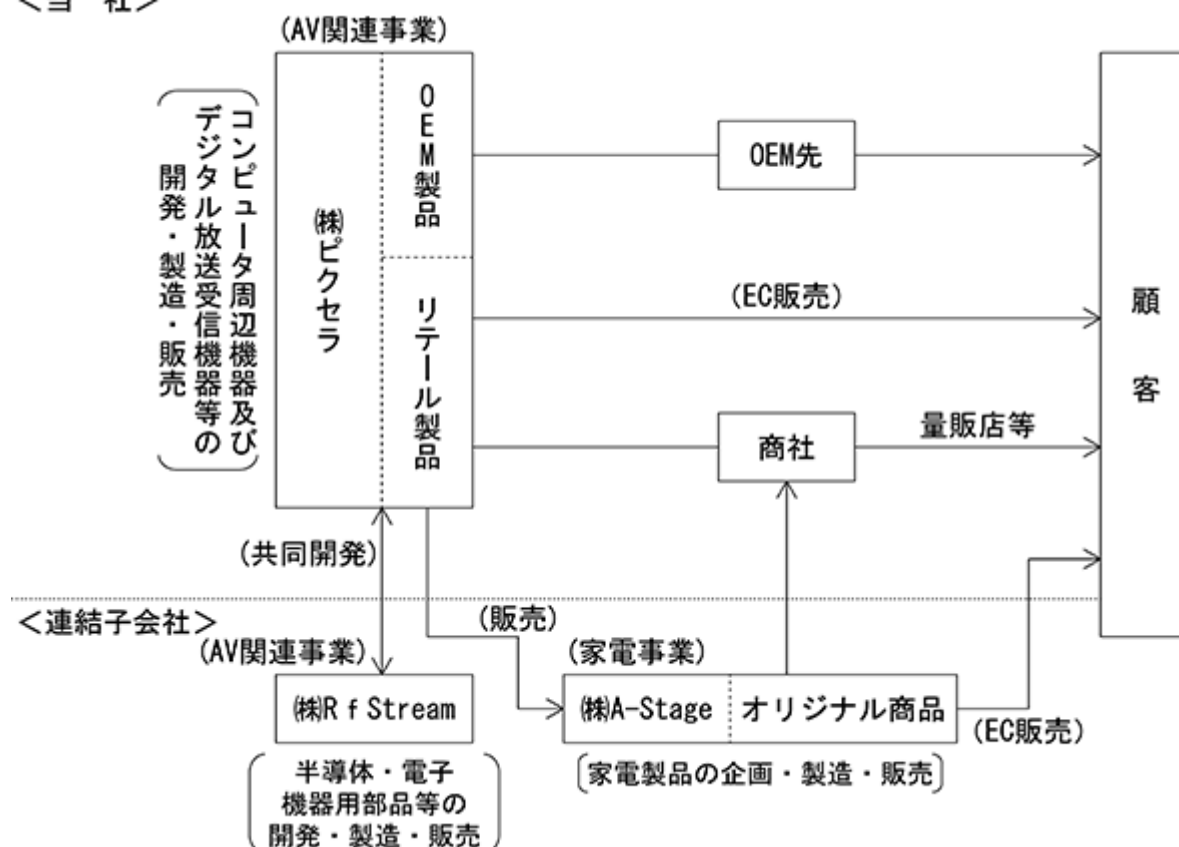 ＜当　社＞
(AV関連事業)
コンピュータ周辺機器及び
デジタル放送受信機器等の
開発・製造・販売
㈱ピクセラ
OEM製品
リテール製品
OEM先
(EC販売)
商社
量販店等
顧客
(共同開発)
＜連結子会社＞
(販売)
(AV関連事業)
(家電事業)
㈱RfStream
㈱A-Stage
オリジナル商品
(EC販売)
半導体・電子
機器用部品等の
開発・製造・販売
家電製品の企画・製造・販売